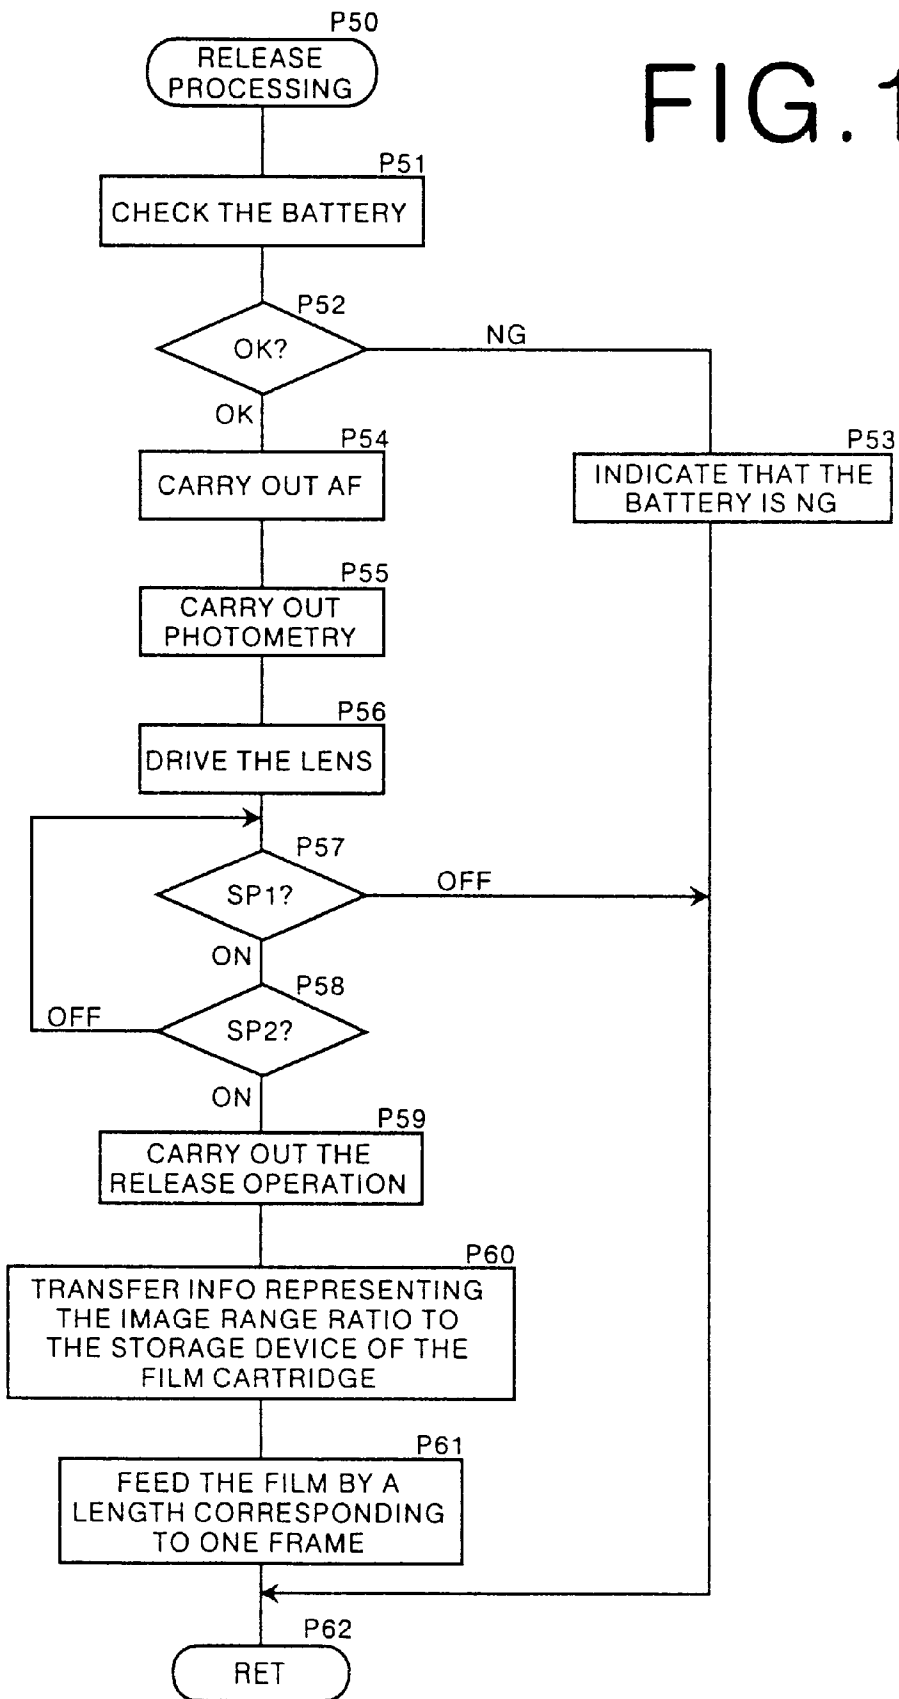 P50
RELEASE
PROCESSING
FIG.1
P51
CHECK THE BATTERY
P52
OK?
NG
OK
P54
CARRY OUT AF
P53
INDICATE THAT THE
BATTERY IS NG
P55
CARRY OUT
PHOTOMETRY
P56
DRIVE THE LENS
P57
SP1?
OFF
ON
P58
SP2?
OFF
ON
P59
CARRY OUT THE
RELEASE OPERATION
P60
TRANSFER INFO REPRESENTING
THE IMAGE RANGE RATIO TO
THE STORAGE DEVICE OF THE
FILM CARTRIDGE
P61
FEED THE FILM BY A
LENGTH CORRESPONDING
TO ONE FRAME
P62
RET